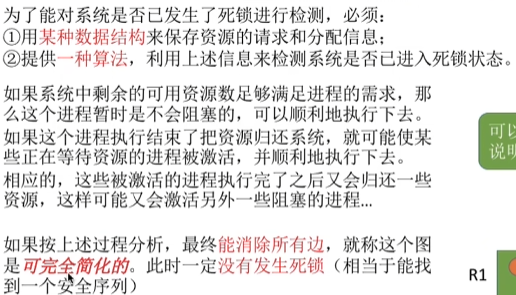 为了能对系统是否已发生了死锁进行检测，必须：
①用某种数据结构来保存资源的请求和分配信息；
②提供一种算法，利用上述信息来检测系统是否已进入死锁状态。
如果系统中剩余的可用资源数足够满足进程的需求，那
么这个进程暂时是不会阻塞的，可以顺利地执行下去。
如果这个进程执行结束了把资源归还系统，就可能使某
些正在等待资源的进程被激活，并顺利地执行下去。
相应的，这些被激活的进程执行完了之后又会归还一些
资源，这样可能又会激活另外一些阻塞的进程...
如果按上述过程分析，最终能消除所有边，就称这个图
是可完全简化的。此时一定没有发生死锁（相当于能找
到一个安全序列）
可以
说明
R1